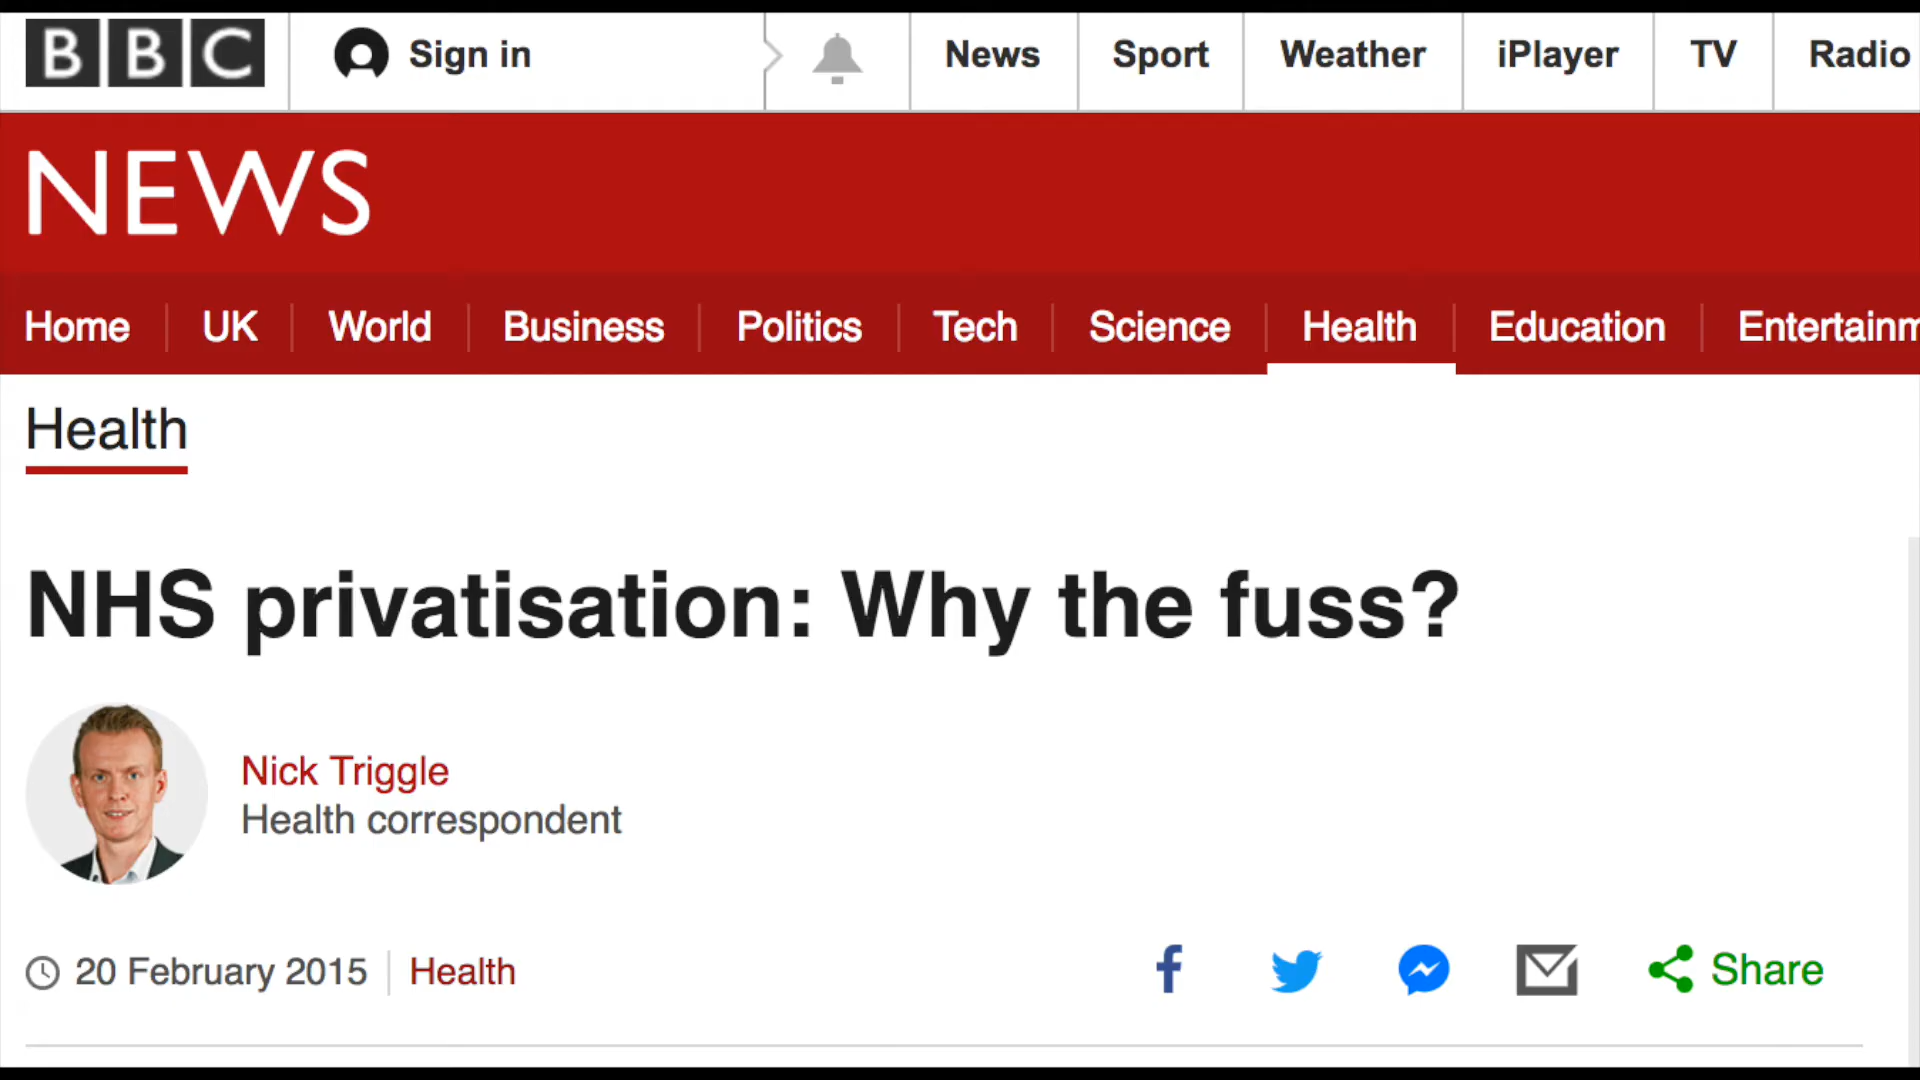 BBC Sign in News Sport Weather iPlayer TV Radio
NEWS
Home UK World Business Politics Tech Science Health Education Entertainm
Health
NHS privatisation: Why the fuss?
Nick Triggle
Health correspondent
20 February 2015 Health Share